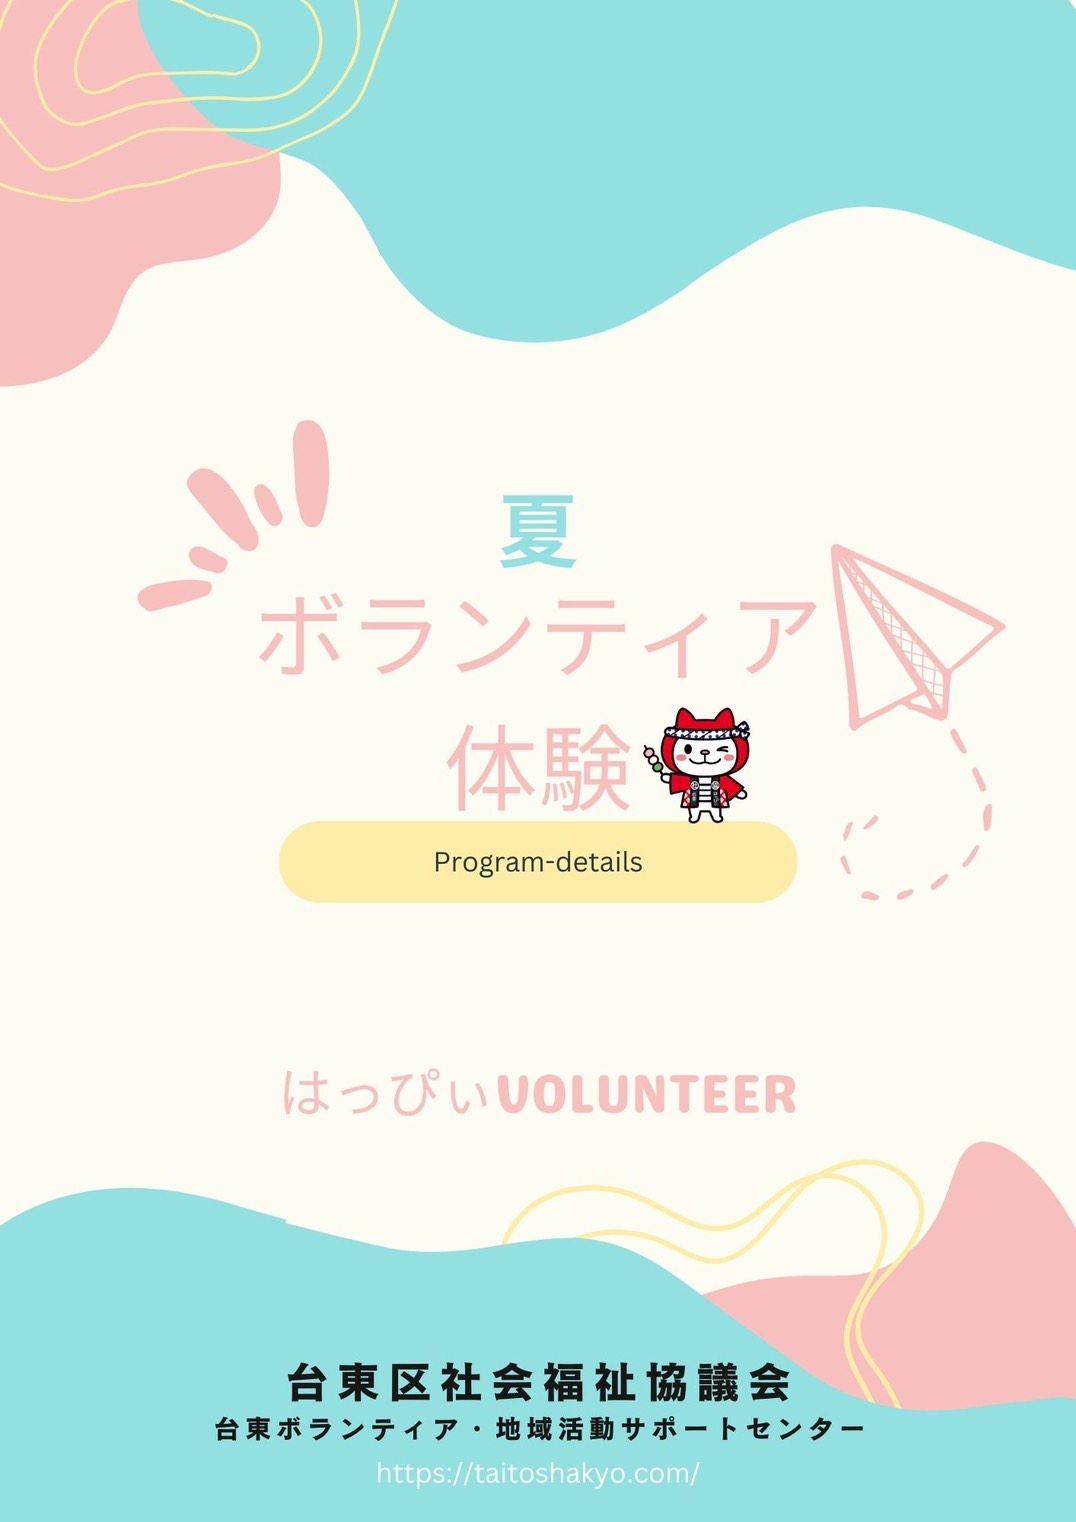 夏
ボランティア
体験
Program-details
はっぴぃVOLUNTEER
台東区社会福祉協議会
台東ボランティア・地域活動サポートセンター
https://taitoshakyo.com/